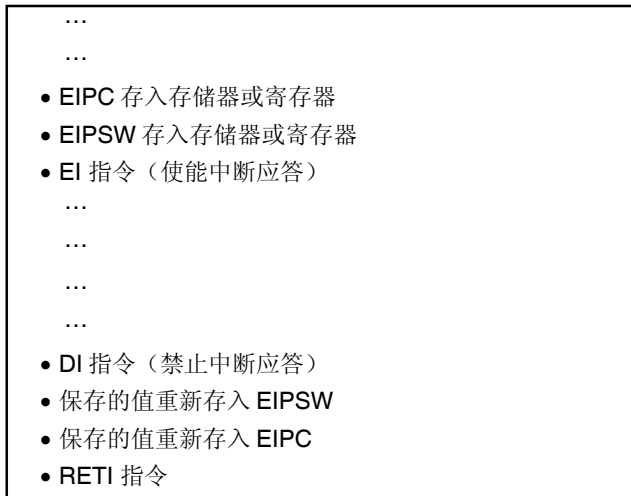 …
…
• EIPC 存入存储器或寄存器
• EIPSW 存入存储器或寄存器
• EI 指令（使能中断应答）
…
…
…
…
• DI 指令（禁止中断应答）
• 保存的值重新存入 EIPSW
• 保存的值重新存入 EIPC
• RETI 指令